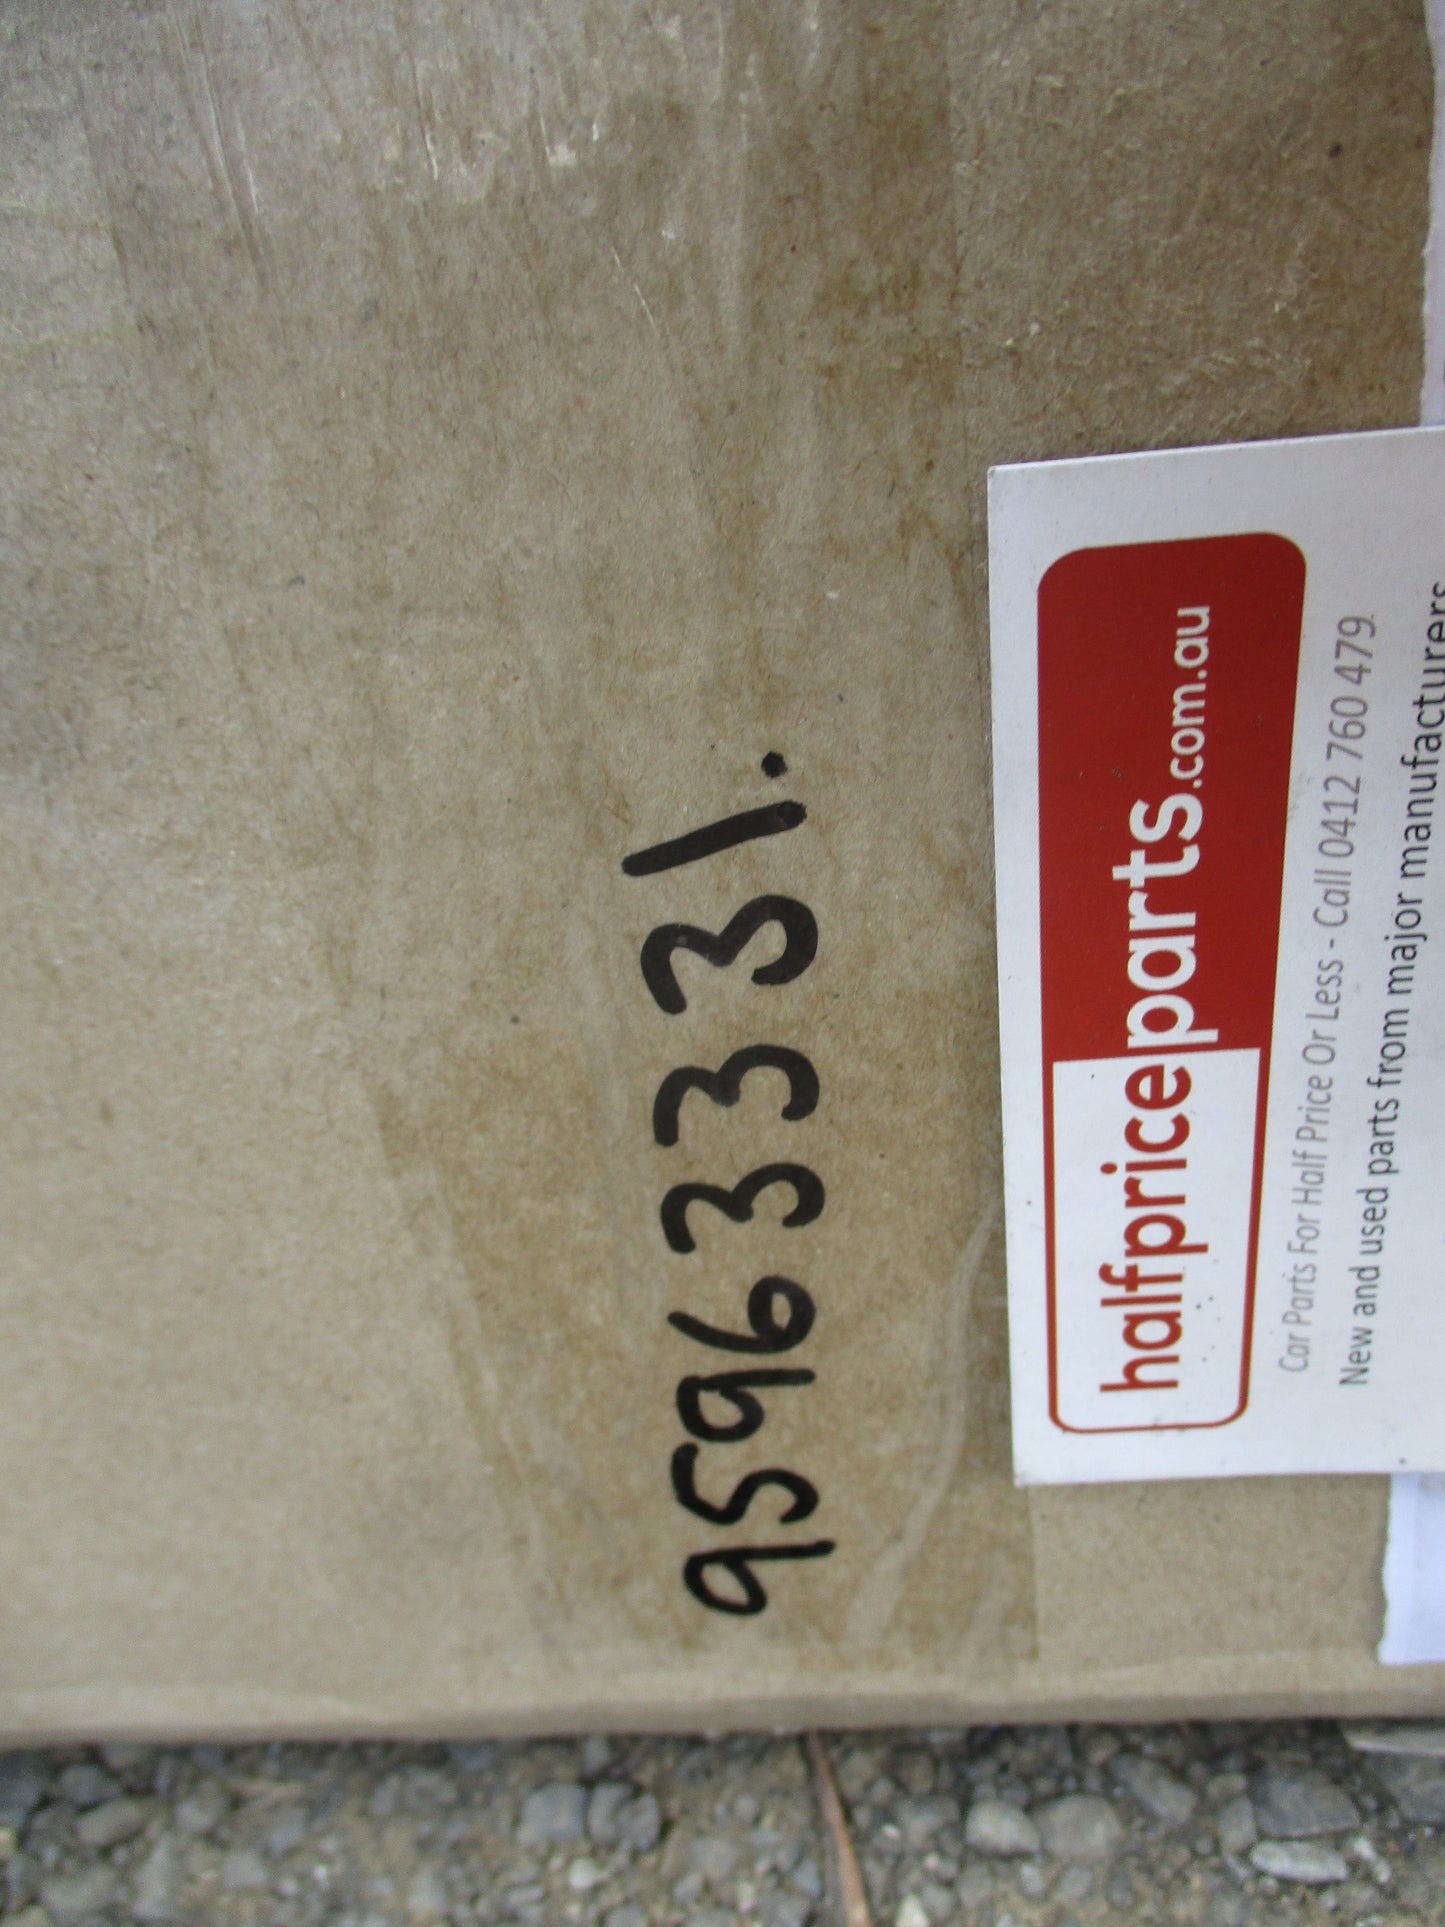 95963331.
halfpriceparts.com.au
Car Parts For Half Price Or Less - Call 0412 760 479
New and used parts from major manufacturers